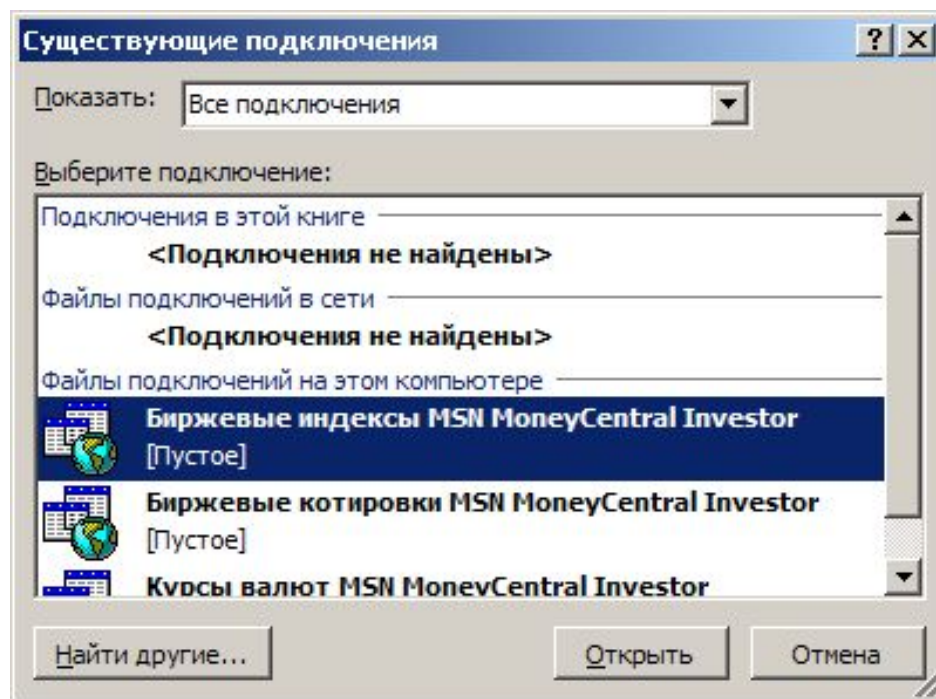 Существующие подключения
Показать: Все подключения
Выберите подключение:
Подключения в этой книге
<Подключения не найдены>
Файлы подключений в сети
<Подключения не найдены>
Файлы подключений на этом компьютере
Биржевые индексы MSN MoneyCentral Investor
[Пустое]
Биржевые котировки MSN MoneyCentral Investor
[Пустое]
Курсы валют MSN MoneyCentral Investor
Найти другие... Открыть Отмена